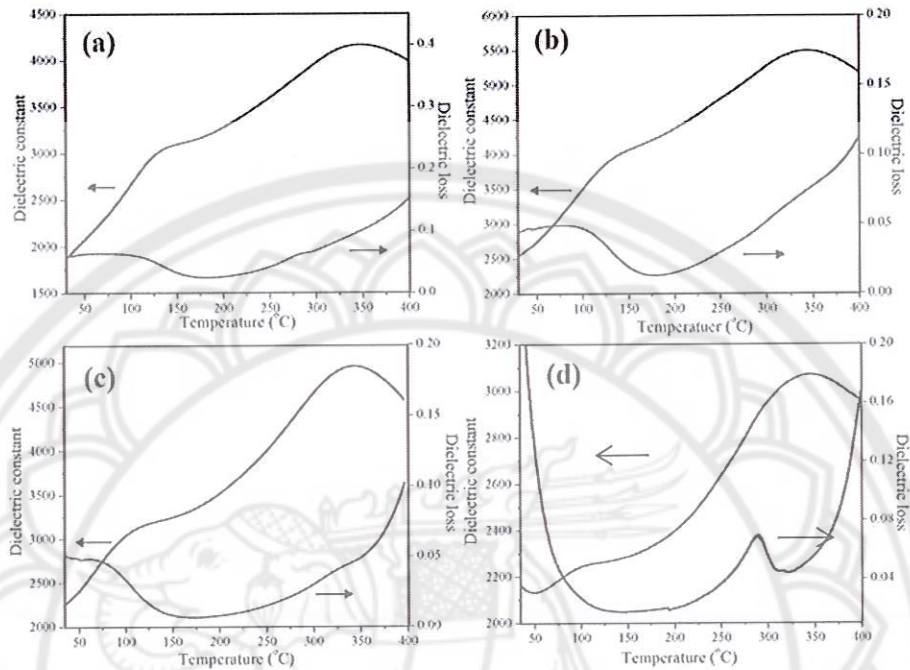 (a)
4500
4000
3500
3000
2500
2000
1500
Dielectric constant
50 100 150 200 250 300 350 400
Temperature (°C)
0.4
0.3
0.2
0.1
0.0
Dielectric loss
(b)
6000
5500
5000
4500
4000
3500
3000
2500
2000
Dielectric constant
50 100 150 200 250 300 350 400
Temperatuer (°C)
0.20
0.15
0.10
0.05
0.00
Dielectric loss
(c)
5000
4500
4000
3500
3000
2500
2000
Dielectric constant
50 100 150 200 250 300 350 400
Temperature (°C)
0.20
0.15
0.10
0.05
0.00
Dielectric loss
(d)
3200
3000
2800
2600
2400
2200
2000
Dielectric constant
50 100 150 200 250 300 350 400
Temperature (°C)
0.20
0.16
0.12
0.08
0.04
Dielectric loss